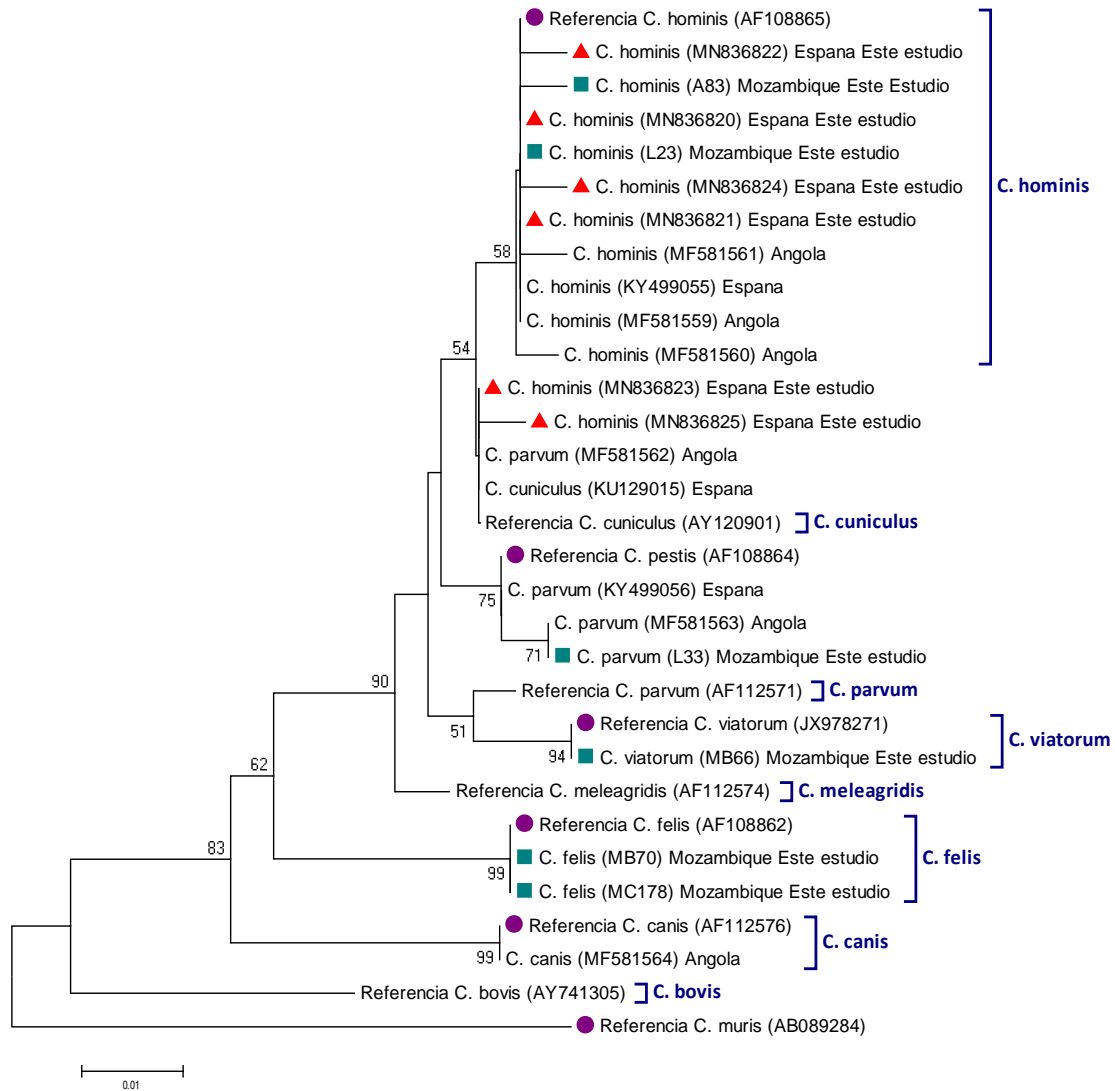 Referencia C. hominis (AF108865)
C. hominis (MN836822) Espana Este estudio
C. hominis (A83) Mozambique Este Estudio
C. hominis (MN836820) Espana Este estudio
C. hominis (L23) Mozambique Este estudio
C. hominis (MN836824) Espana Este estudio
C. hominis
C. hominis (MN836821) Espana Este estudio
58
C. hominis (MF581561) Angola
C. hominis (KY499055) Espana
C. hominis (MF581559) Angola
54
C. hominis (MF581560) Angola
C. hominis (MN836823) Espana Este estudio
C. hominis (MN836825) Espana Este estudio
C. parvum (MF581562) Angola
C. cuniculus (KU129015) Espana
Referencia C. cuniculus (AY120901) C. cuniculus
Referencia C. pestis (AF108864)
75
C. parvum (KY499056) Espana
C. parvum (MF581563) Angola
71
C. parvum (L33) Mozambique Este estudio
90
Referencia C. parvum (AF112571) C. parvum
51
Referencia C. viatorum (JX978271)
C. viatorum
94
C. viatorum (MB66) Mozambique Este estudio
62
Referencia C. meleagridis (AF112574) C. meleagridis
Referencia C. felis (AF108862)
83
C. felis (MB70) Mozambique Este estudio
C. felis
99
C. felis (MC178) Mozambique Este estudio
Referencia C. canis (AF112576)
C. canis
99
C. canis (MF581564) Angola
Referencia C. bovis (AY741305) C. bovis
Referencia C. muris (AB089284)
0.01